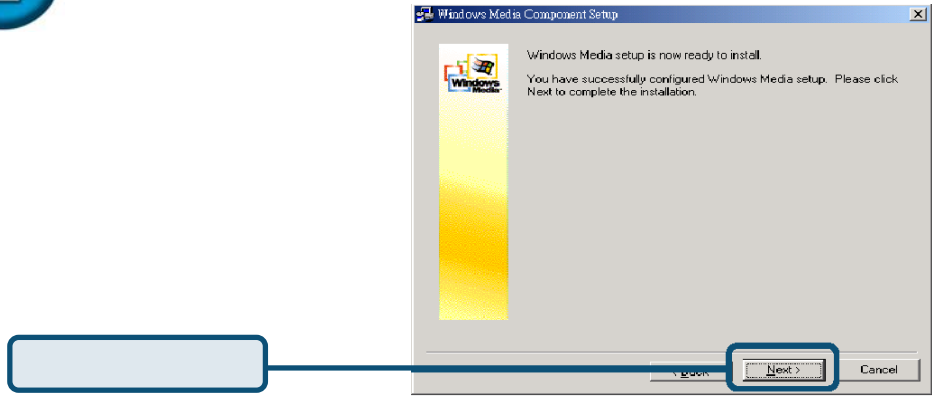 Windows Media Component Setup
Windows Media setup is now ready to install.
You have successfully configured Windows Media setup. Please click
Next to complete the installation.
Windows
Media
< Back Next > Cancel